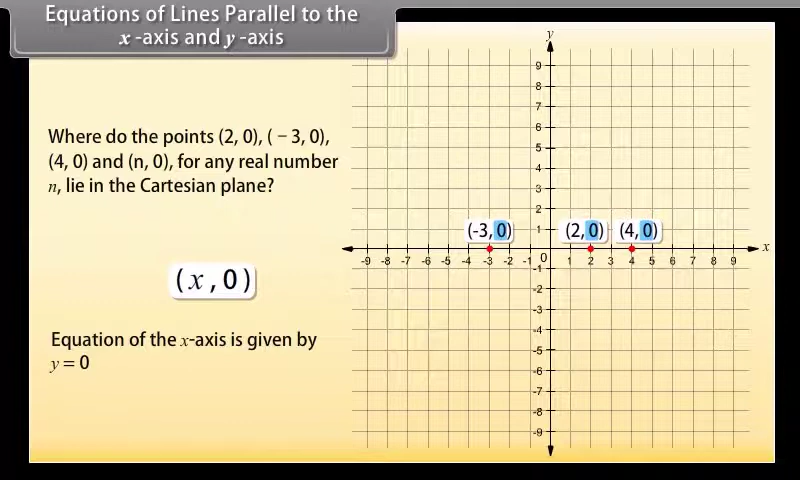 Equations of Lines Parallel to the
x -axis and y -axis
Where do the points (2, 0), ( − 3, 0),
(4, 0) and (n, 0), for any real number
n, lie in the Cartesian plane?
(x , 0)
Equation of the x-axis is given by
y = 0
y
9
8
7
6
5
4
3
2
1
(-3, 0) (2, 0) (4, 0)
x
-9 -8 -7 -6 -5 -4 -3 -2 -1 0 1 2 3 4 5 6 7 8 9
-1
-2
-3
-4
-5
-6
-7
-8
-9